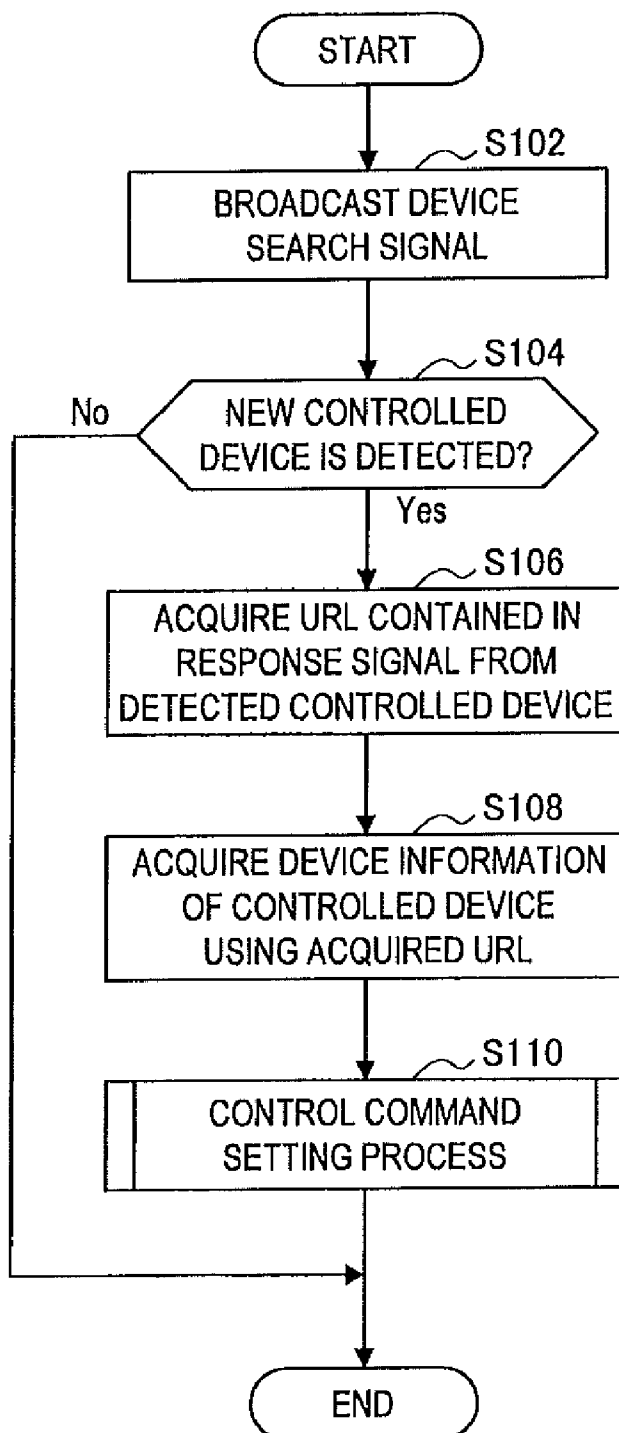 START
S102
BROADCAST DEVICE
SEARCH SIGNAL
S104
No
NEW CONTROLLED
DEVICE IS DETECTED?
Yes
S106
ACQUIRE URL CONTAINED IN
RESPONSE SIGNAL FROM
DETECTED CONTROLLED DEVICE
S108
ACQUIRE DEVICE INFORMATION
OF CONTROLLED DEVICE
USING ACQUIRED URL
S110
CONTROL COMMAND
SETTING PROCESS
END